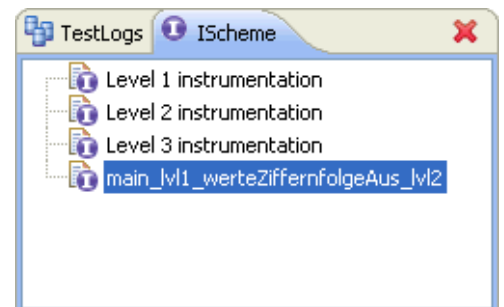 TestLogs IScheme
Level 1 instrumentation
Level 2 instrumentation
Level 3 instrumentation
main_lvl1_werteZiffernfolgeAus_lvl2